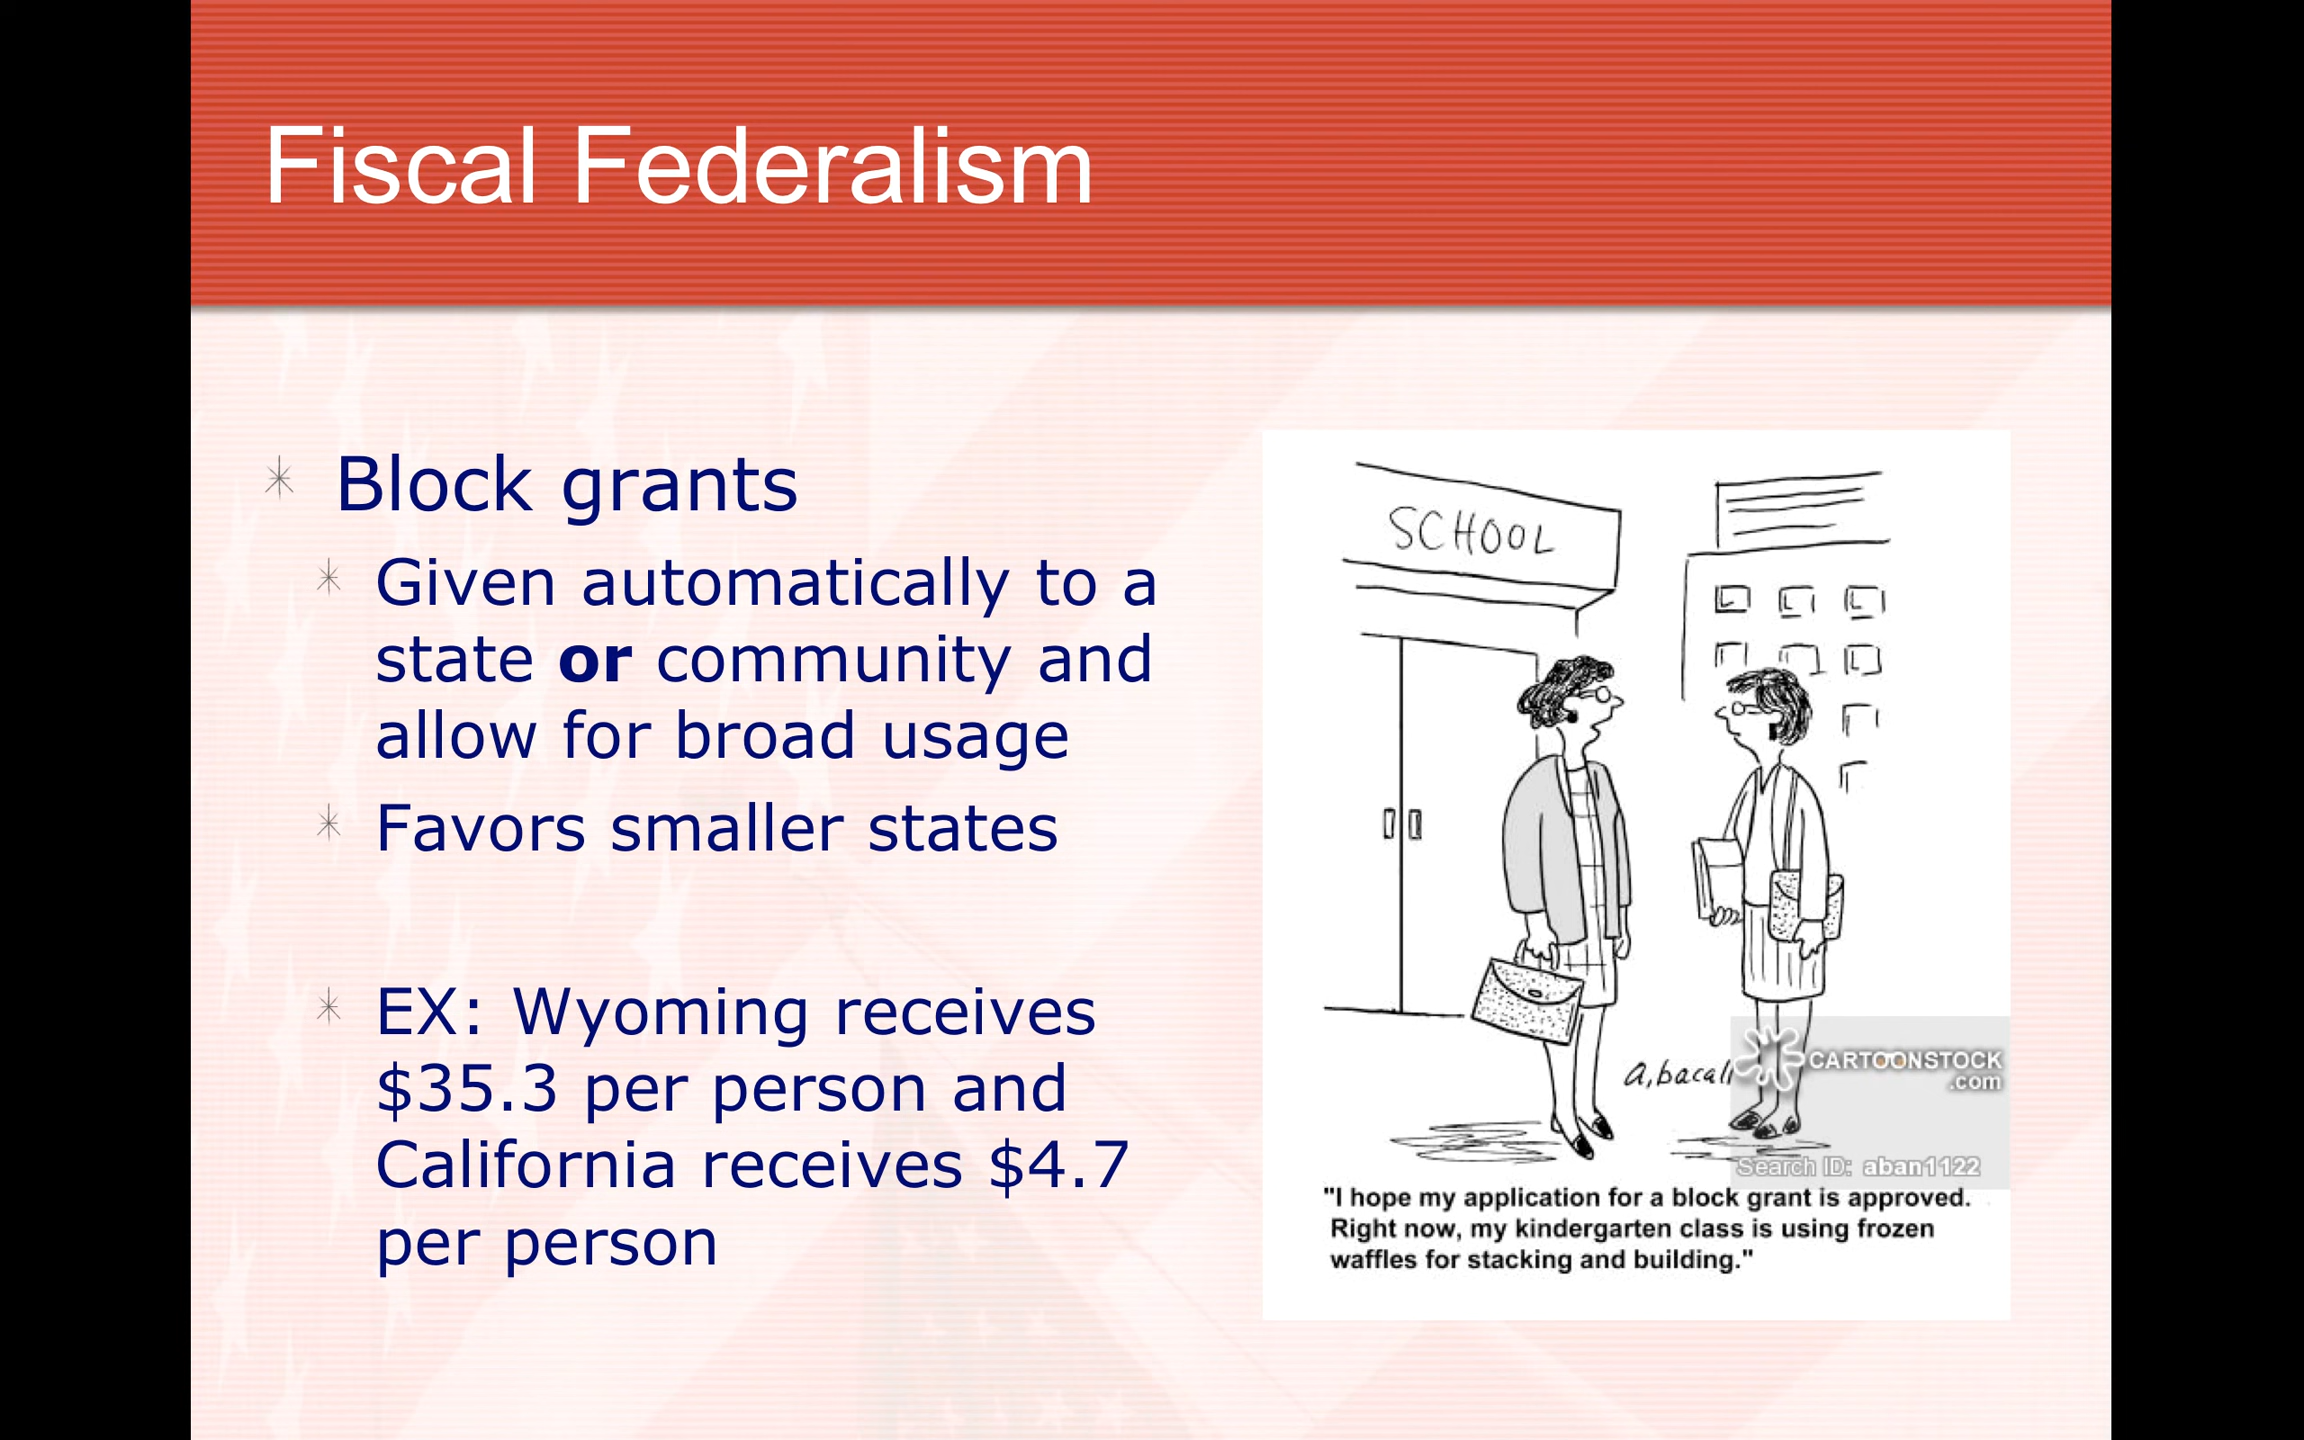 Fiscal Federalism
Block grants
Given automatically to a
state or community and
allow for broad usage
Favors smaller states
EX: Wyoming receives
$35.3 per person and
California receives $4.7
per person
SCHOOL
a,bacall
CARTOONSTOCK
.com
Search ID: aban1122
"I hope my application for a block grant is approved.
Right now, my kindergarten class is using frozen
waffles for stacking and building."